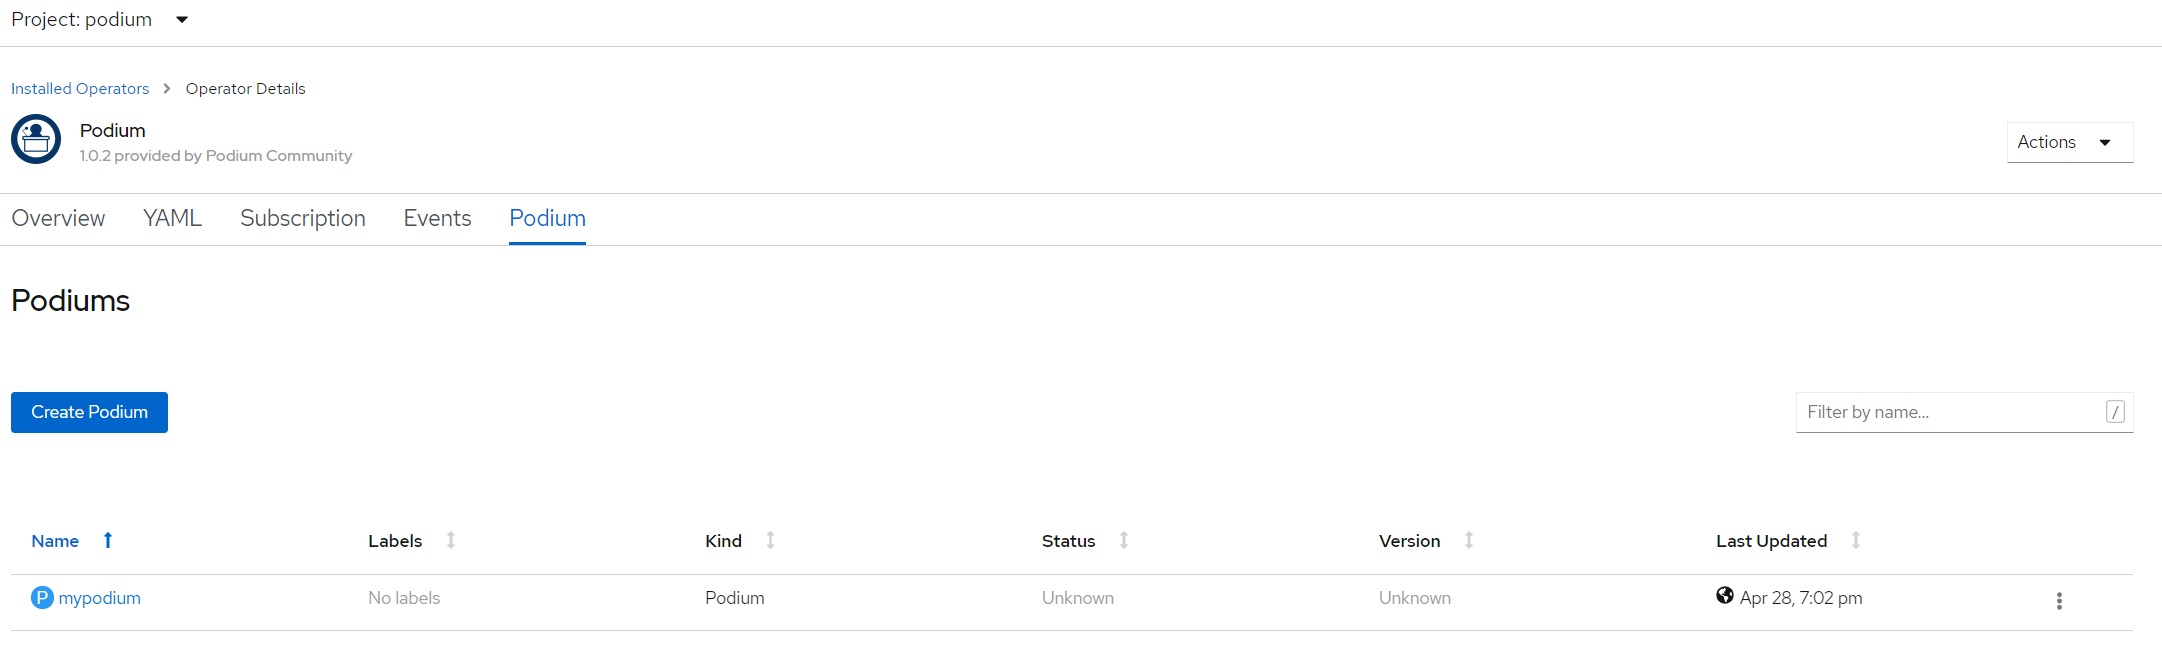 Project: podium
Installed Operators > Operator Details
Podium
1.0.2 provided by Podium Community
Actions
Overview YAML Subscription Events Podium
Podiums
Create Podium
Filter by name...
/
Name Labels Kind Status Version Last Updated
P mypodium No labels Podium Unknown Unknown Apr 28, 7:02 pm